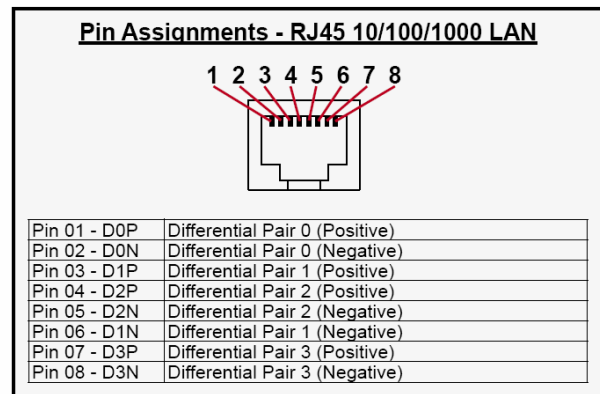 Pin Assignments - RJ45 10/100/1000 LAN
1 2 3 4 5 6 7 8
Pin 01 - D0P Differential Pair 0 (Positive)
Pin 02 - D0N Differential Pair 0 (Negative)
Pin 03 - D1P Differential Pair 1 (Positive)
Pin 04 - D2P Differential Pair 2 (Positive)
Pin 05 - D2N Differential Pair 2 (Negative)
Pin 06 - D1N Differential Pair 1 (Negative)
Pin 07 - D3P Differential Pair 3 (Positive)
Pin 08 - D3N Differential Pair 3 (Negative)